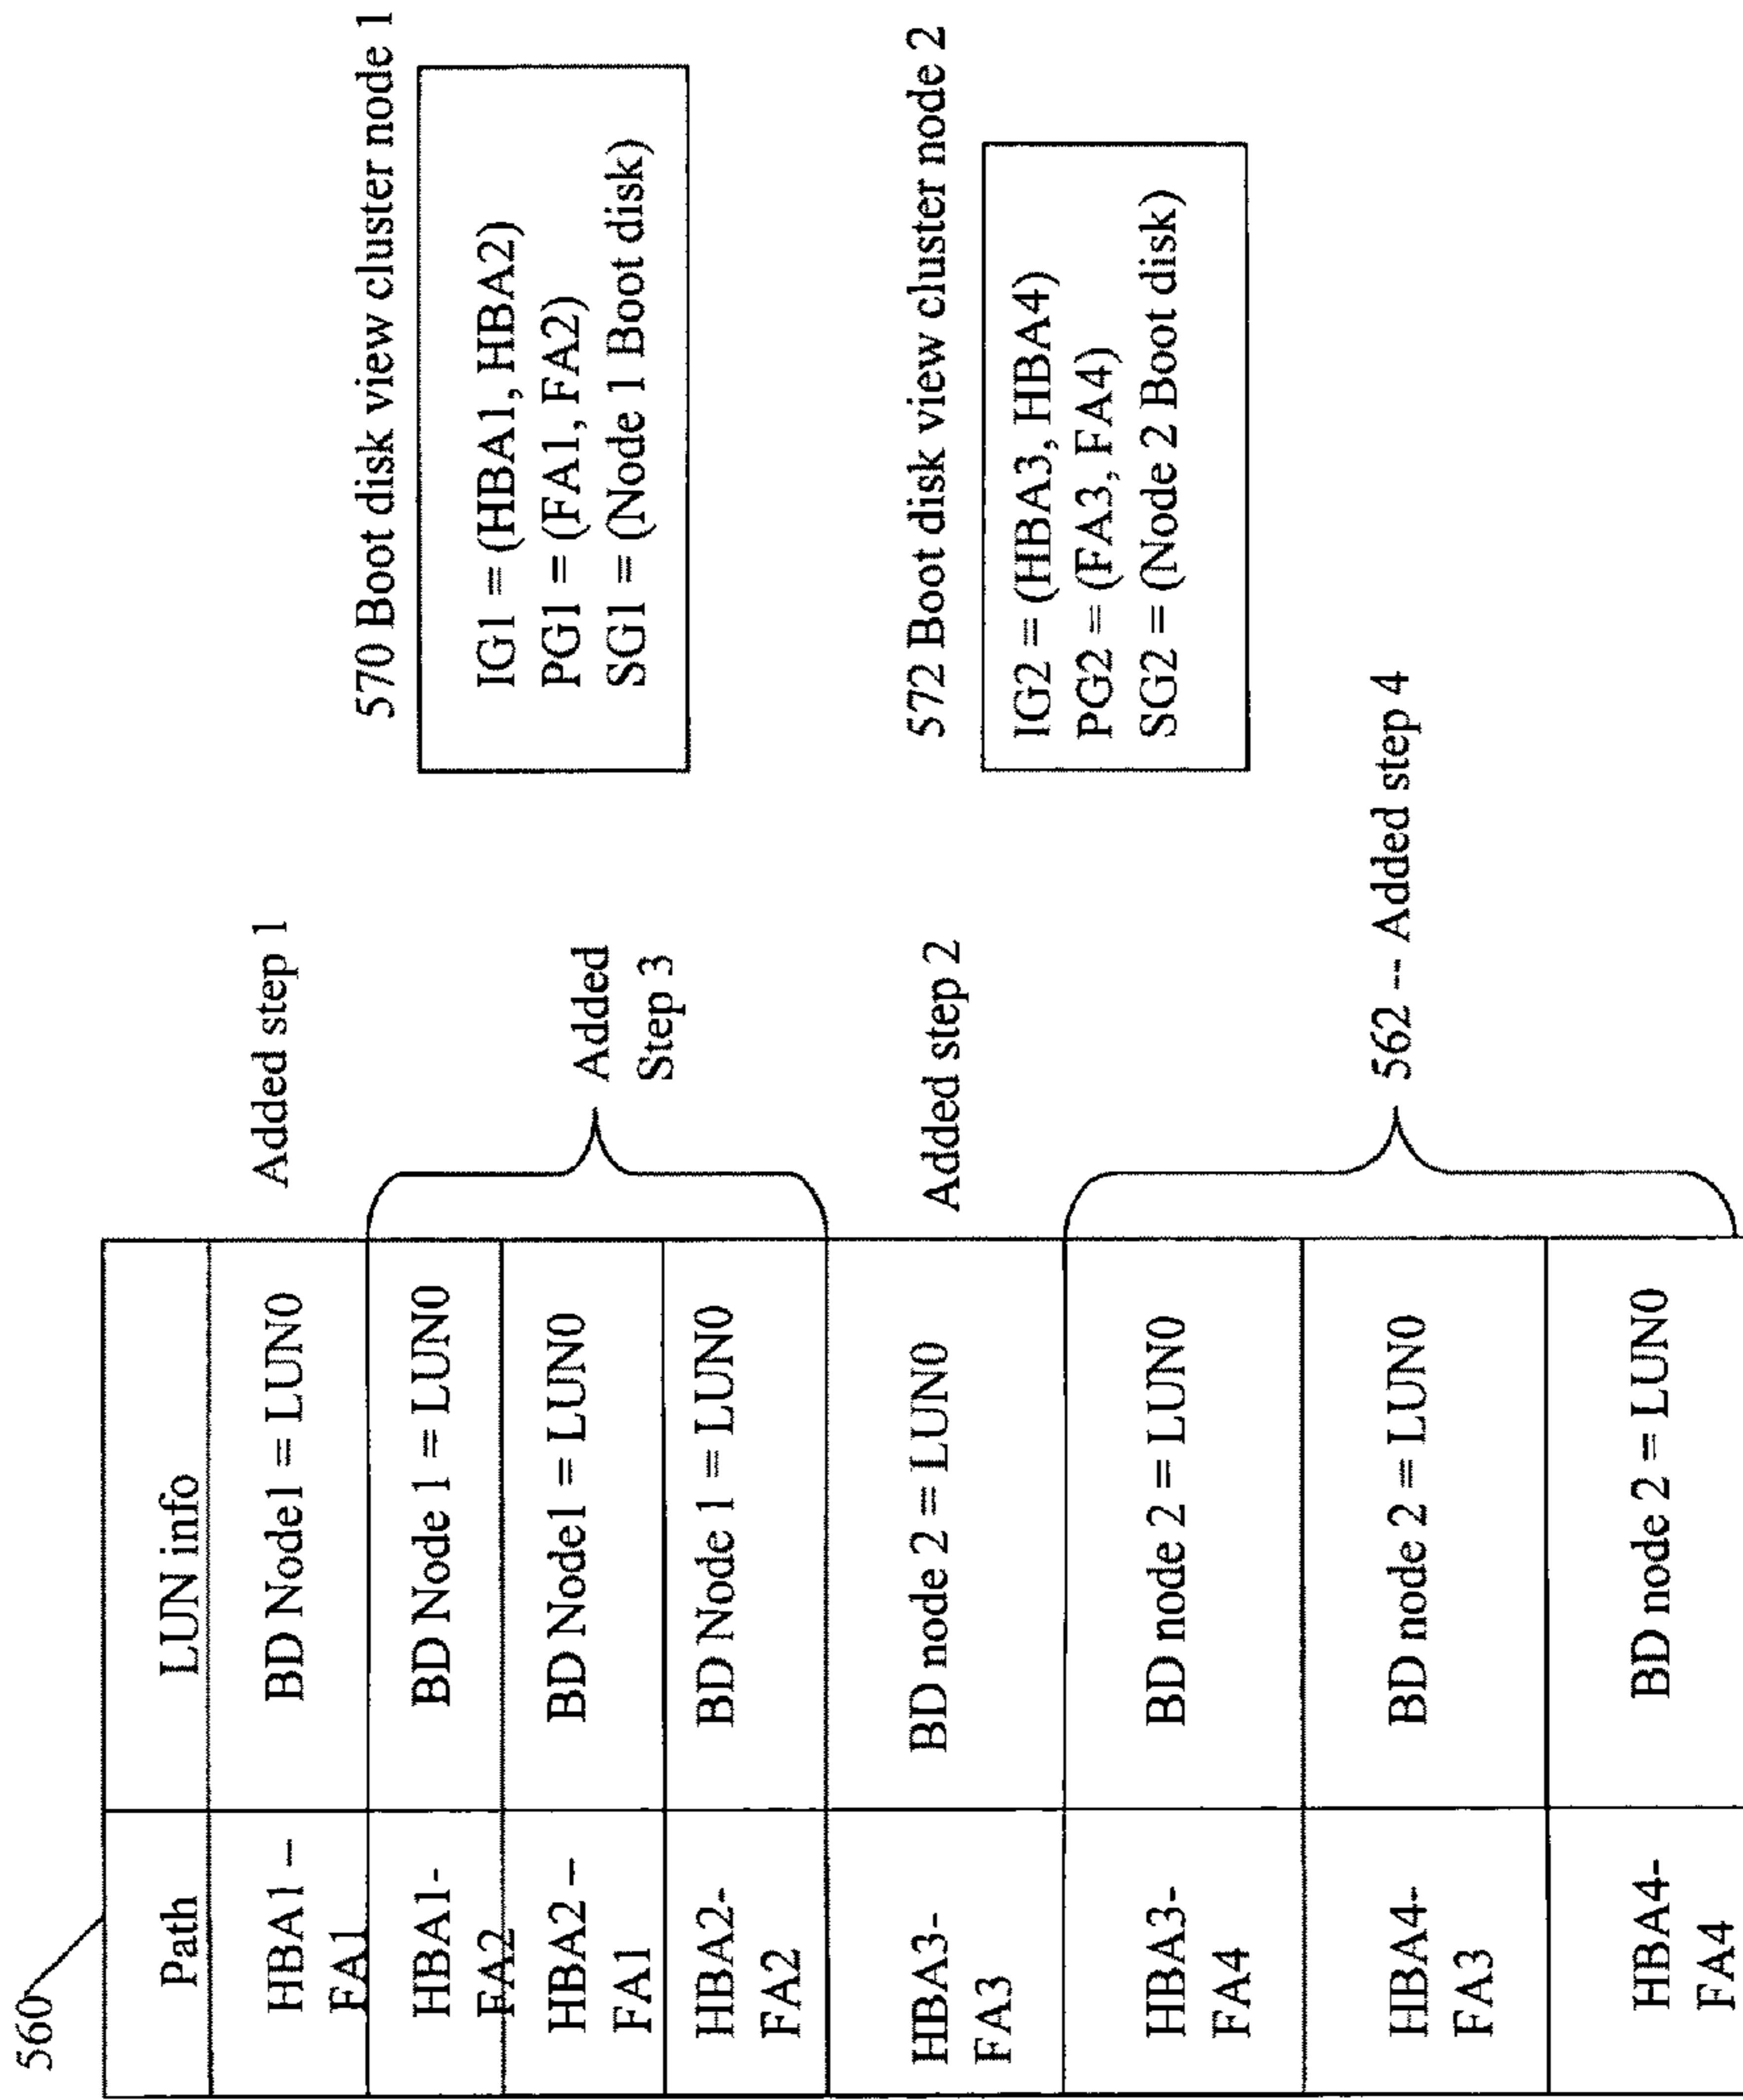 560
Path LUN info
HBA1 –
FA1
BD Node1 = LUN0
Added step 1
HBA1-
FA2
BD Node 1 = LUN0
HBA2 –
FA1
BD Node1 = LUN0
HBA2-
FA2
BD Node 1 = LUN0
Added
Step 3
HBA3-
FA3
BD node 2 = LUN0
Added step 2
HBA3-
FA4
BD node 2 = LUN0
HBA4-
FA3
BD node 2 = LUN0
HBA4-
FA4
BD node 2 = LUN0
562 -- Added step 4
570 Boot disk view cluster node 1
IG1 = (HBA1, HBA2)
PG1 = (FA1, FA2)
SG1 = (Node 1 Boot disk)
572 Boot disk view cluster node 2
IG2 = (HBA3, HBA4)
PG2 = (FA3, FA4)
SG2 = (Node 2 Boot disk)